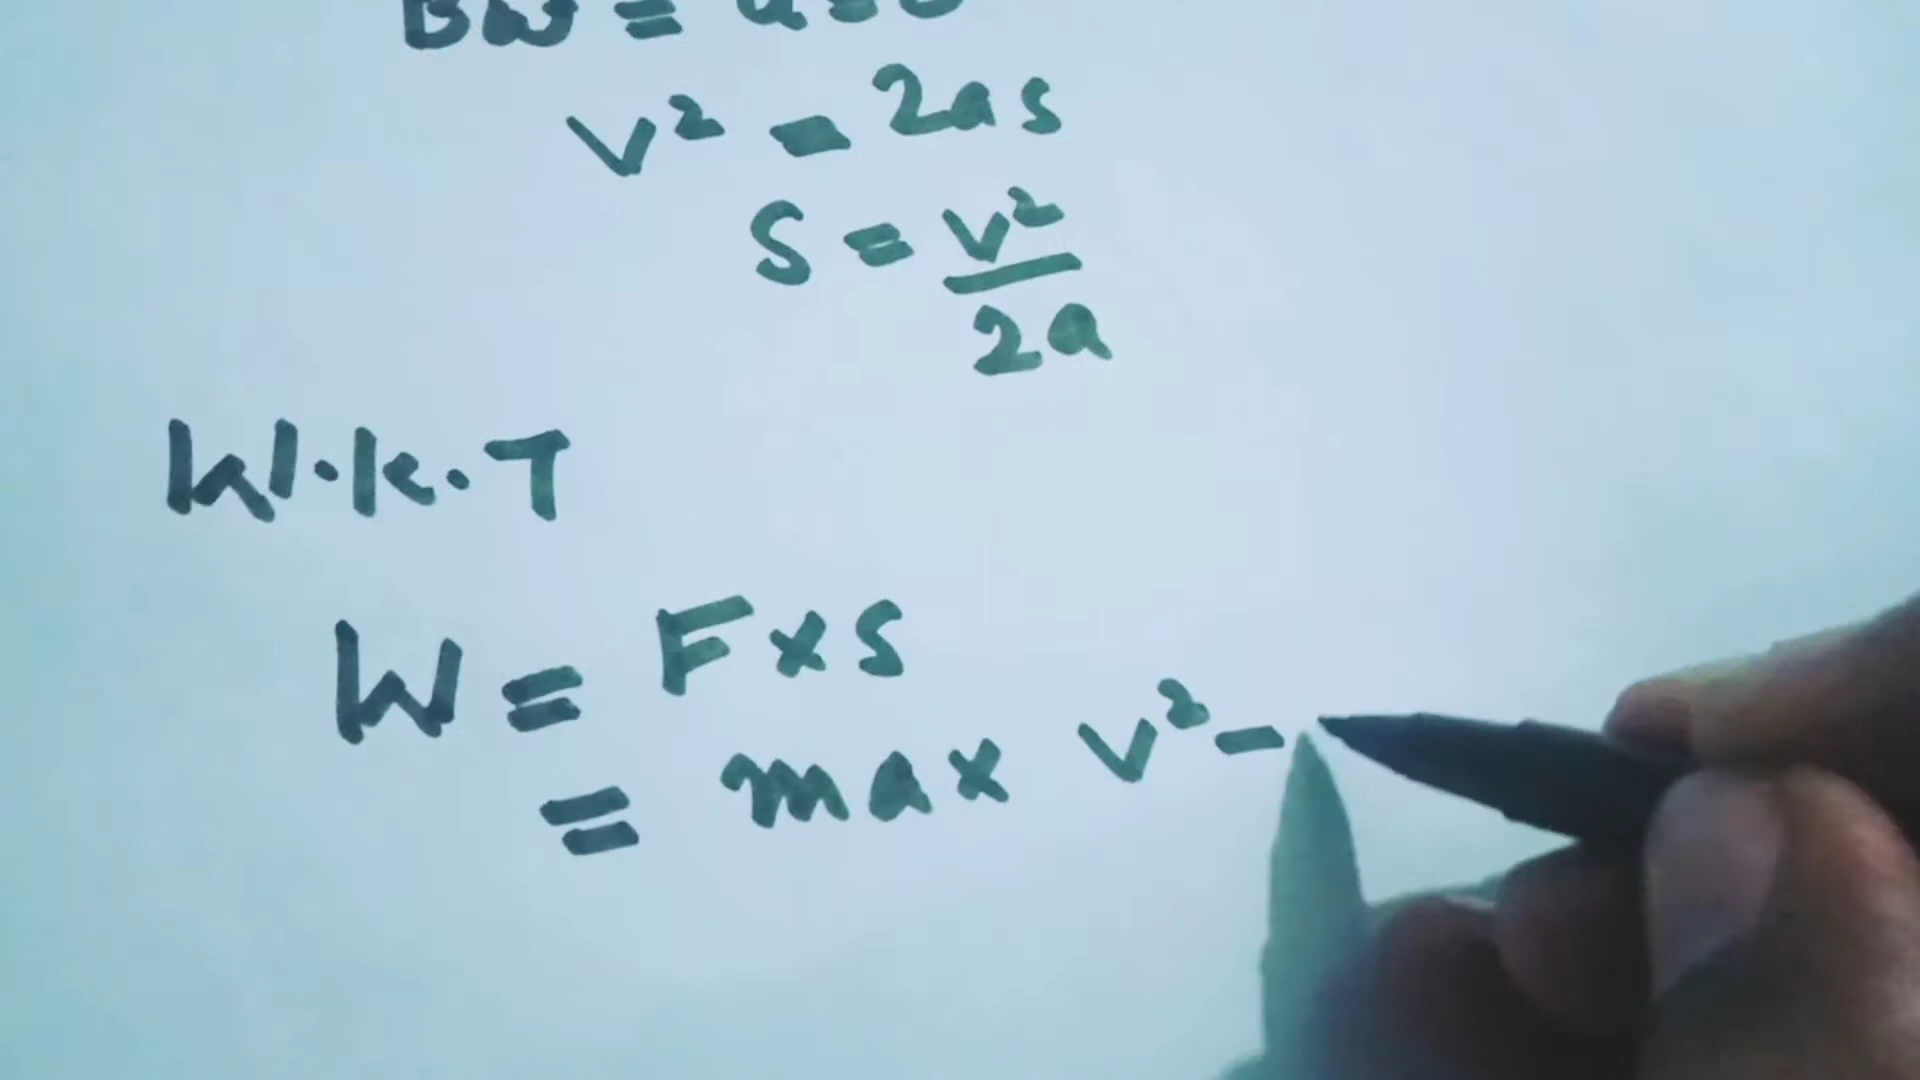 v² = 2as
S = v²
2a
W.K.T
W = F×S
= ma× v² -